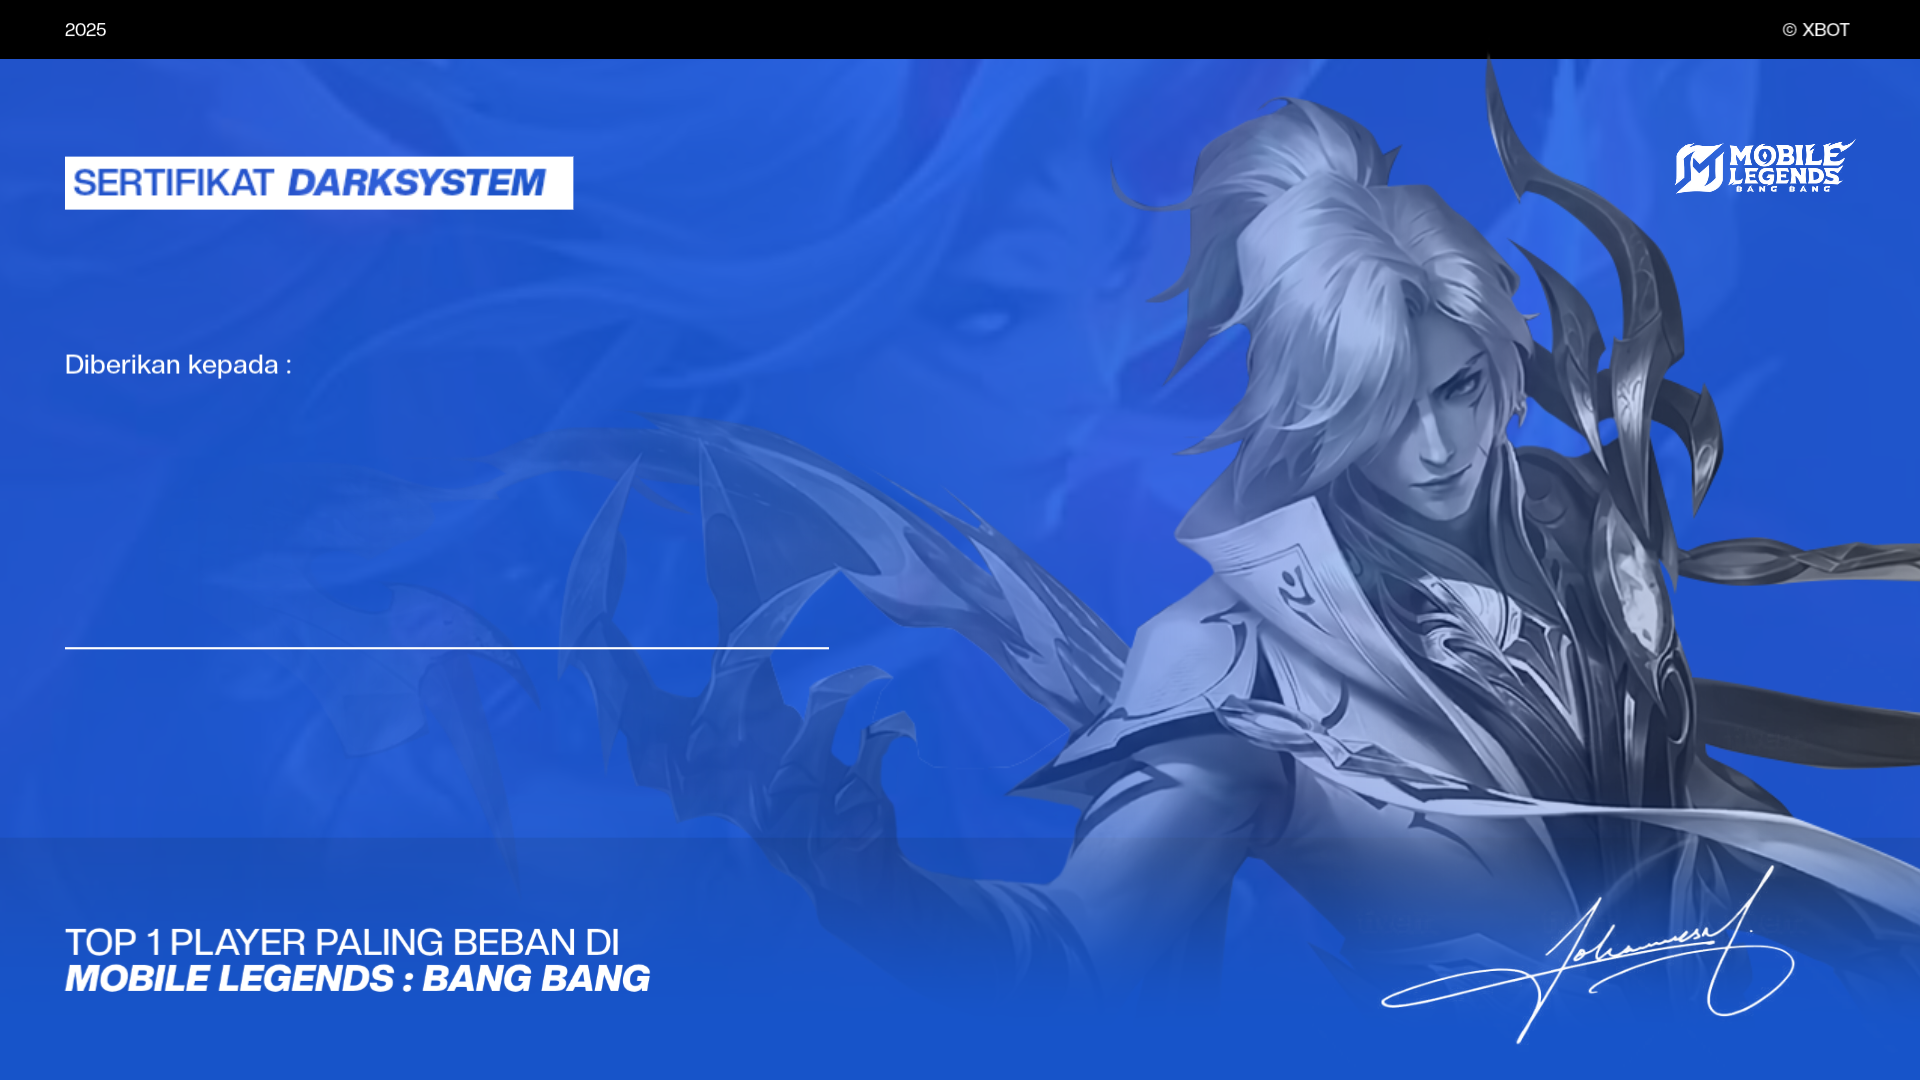 2025
© XBOT
SERTIFIKAT DARKSYSTEM
MOBILE
LEGENDS
BANG BANG
Diberikan kepada :
TOP 1 PLAYER PALING BEBAN DI
MOBILE LEGENDS : BANG BANG